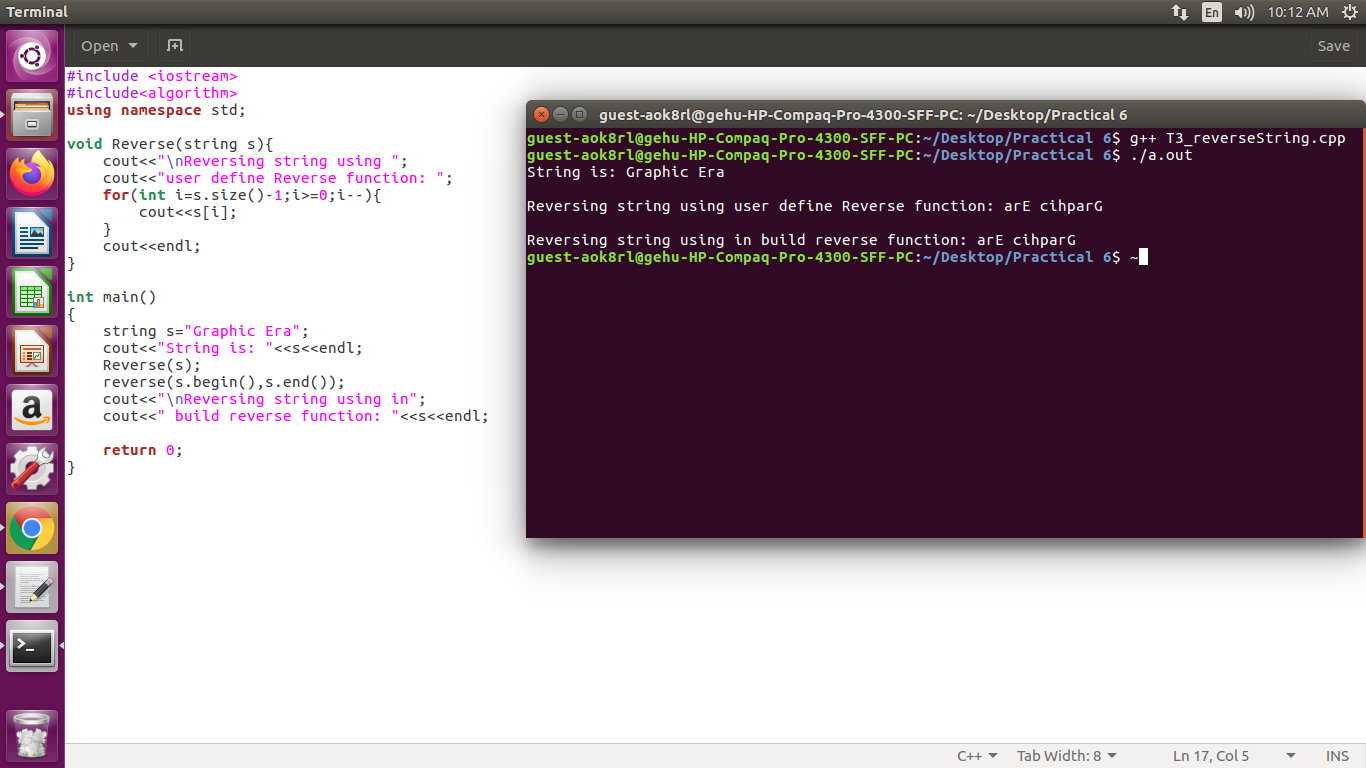 Terminal
En
10:12 AM
Open
Save
#include <iostream>
#include<algorithm>
using namespace std;
void Reverse(string s){
    cout<<"\nReversing string using ";
    cout<<"user define Reverse function: ";
    for(int i=s.size()-1;i>=0;i--){
        cout<<s[i];
    }
    cout<<endl;
}
int main()
{
    string s="Graphic Era";
    cout<<"String is: "<<s<<endl;
    Reverse(s);
    reverse(s.begin(),s.end());
    cout<<"\nReversing string using in";
    cout<<" build reverse function: "<<s<<endl;
    return 0;
}
guest-aok8rl@gehu-HP-Compaq-Pro-4300-SFF-PC: ~/Desktop/Practical 6
guest-aok8rl@gehu-HP-Compaq-Pro-4300-SFF-PC:~/Desktop/Practical 6$ g++ T3_reverseString.cpp
guest-aok8rl@gehu-HP-Compaq-Pro-4300-SFF-PC:~/Desktop/Practical 6$ ./a.out
String is: Graphic Era
Reversing string using user define Reverse function: arE cihparG
Reversing string using in build reverse function: arE cihparG
guest-aok8rl@gehu-HP-Compaq-Pro-4300-SFF-PC:~/Desktop/Practical 6$ ~
a
>_
C++
Tab Width: 8
Ln 17, Col 5
INS